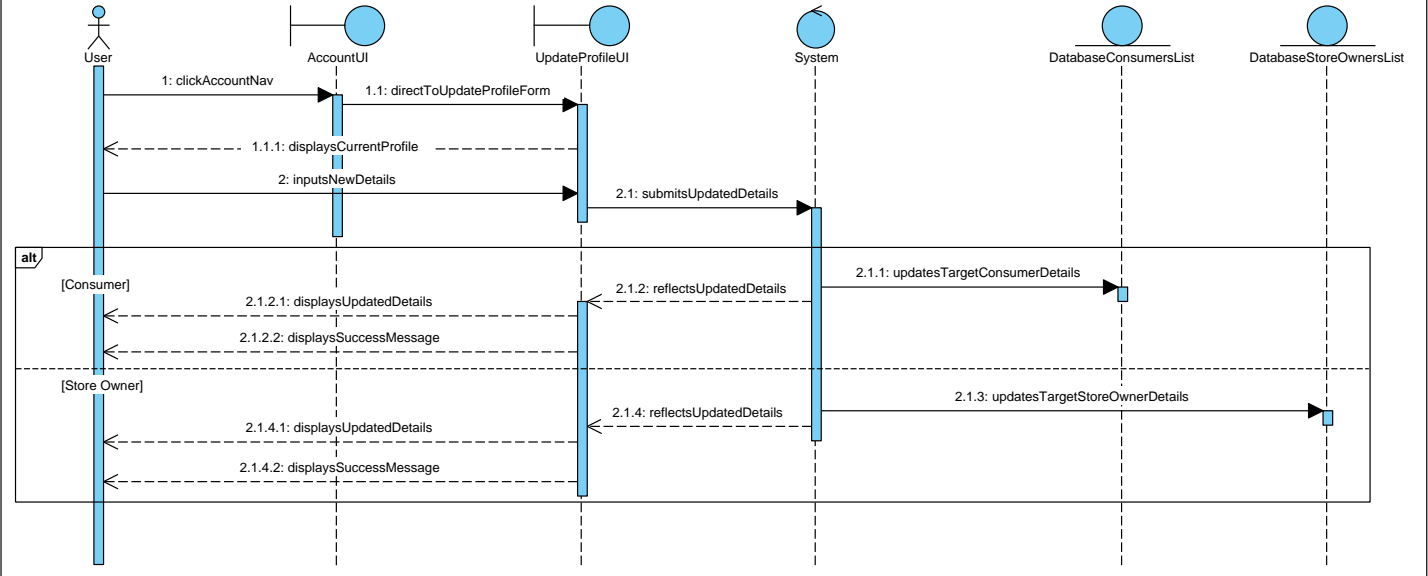 User
AccountUI
UpdateProfileUI
System
DatabaseConsumersList
DatabaseStoreOwnersList
1: clickAccountNav
1.1: directToUpdateProfileForm
1.1.1: displaysCurrentProfile
2: inputsNewDetails
2.1: submitsUpdatedDetails
alt
[Consumer]
2.1.1: updatesTargetConsumerDetails
2.1.2: reflectsUpdatedDetails
2.1.2.1: displaysUpdatedDetails
2.1.2.2: displaysSuccessMessage
[Store Owner]
2.1.3: updatesTargetStoreOwnerDetails
2.1.4: reflectsUpdatedDetails
2.1.4.1: displaysUpdatedDetails
2.1.4.2: displaysSuccessMessage